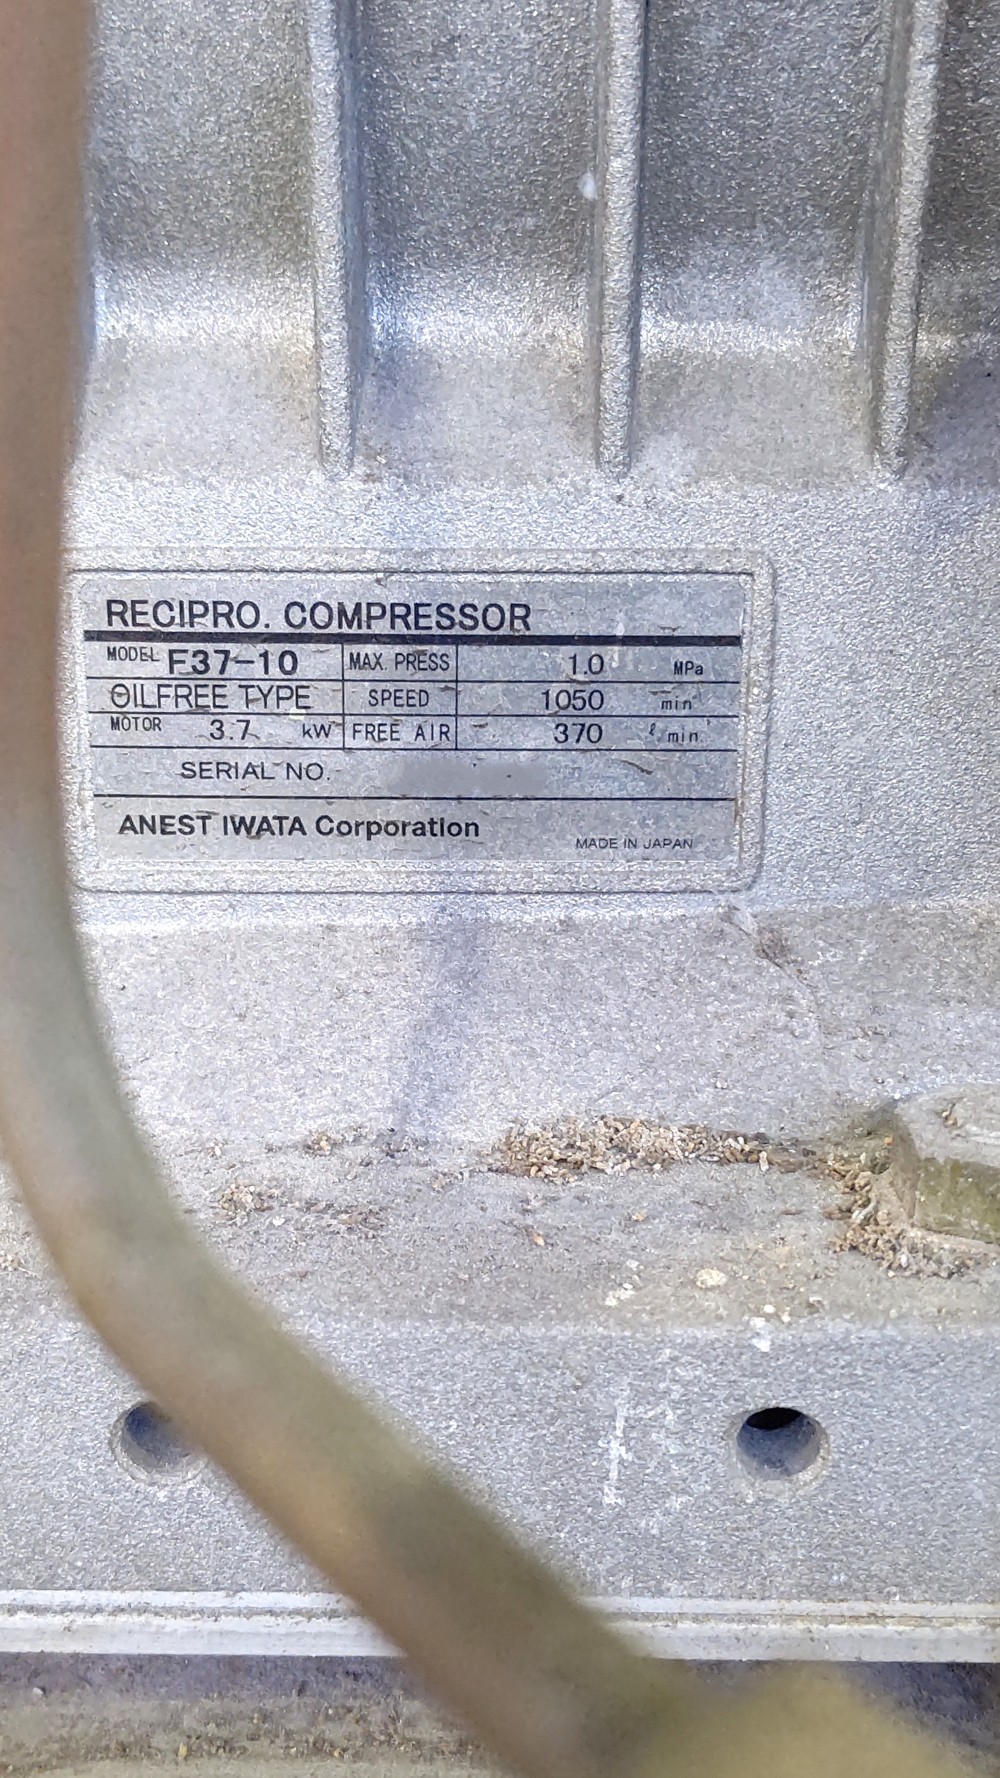 RECIPRO. COMPRESSOR
MODEL F37-10 MAX. PRESS 1.0 MPa
OILFREE TYPE SPEED 1050 min
MOTOR 3.7 kW FREE AIR 370 ℓ/min
SERIAL NO.
ANEST IWATA Corporation
MADE IN JAPAN